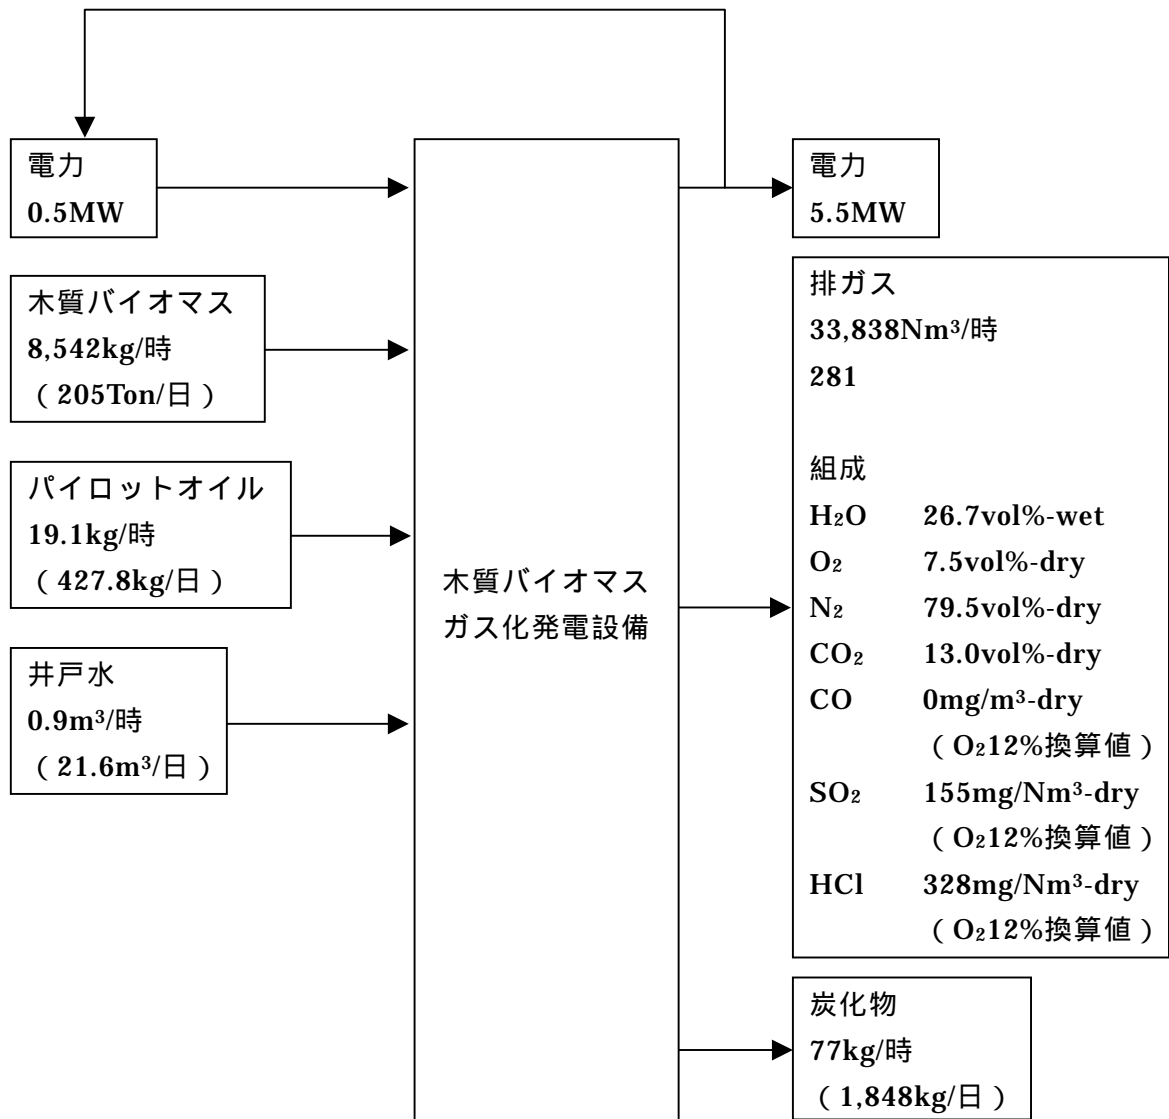 電力
0.5MW
木質バイオマス
8,542kg/時
（205Ton/日）
パイロットオイル
19.1kg/時
（427.8kg/日）
井戸水
0.9m³/時
（21.6m³/日）
木質バイオマス
ガス化発電設備
電力
5.5MW
排ガス
33,838Nm³/時
281
組成
H₂O 26.7vol%-wet
O₂ 7.5vol%-dry
N₂ 79.5vol%-dry
CO₂ 13.0vol%-dry
CO 0mg/m³-dry
（O₂12%換算値）
SO₂ 155mg/Nm³-dry
（O₂12%換算値）
HCl 328mg/Nm³-dry
（O₂12%換算値）
炭化物
77kg/時
（1,848kg/日）